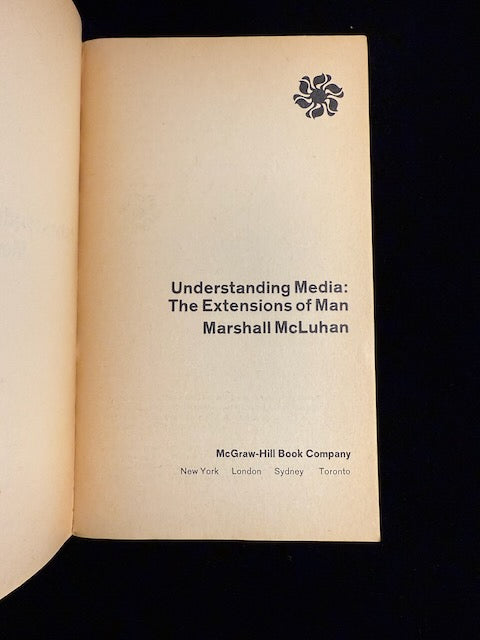 Understanding Media:
The Extensions of Man
Marshall McLuhan
McGraw-Hill Book Company
New York London Sydney Toronto